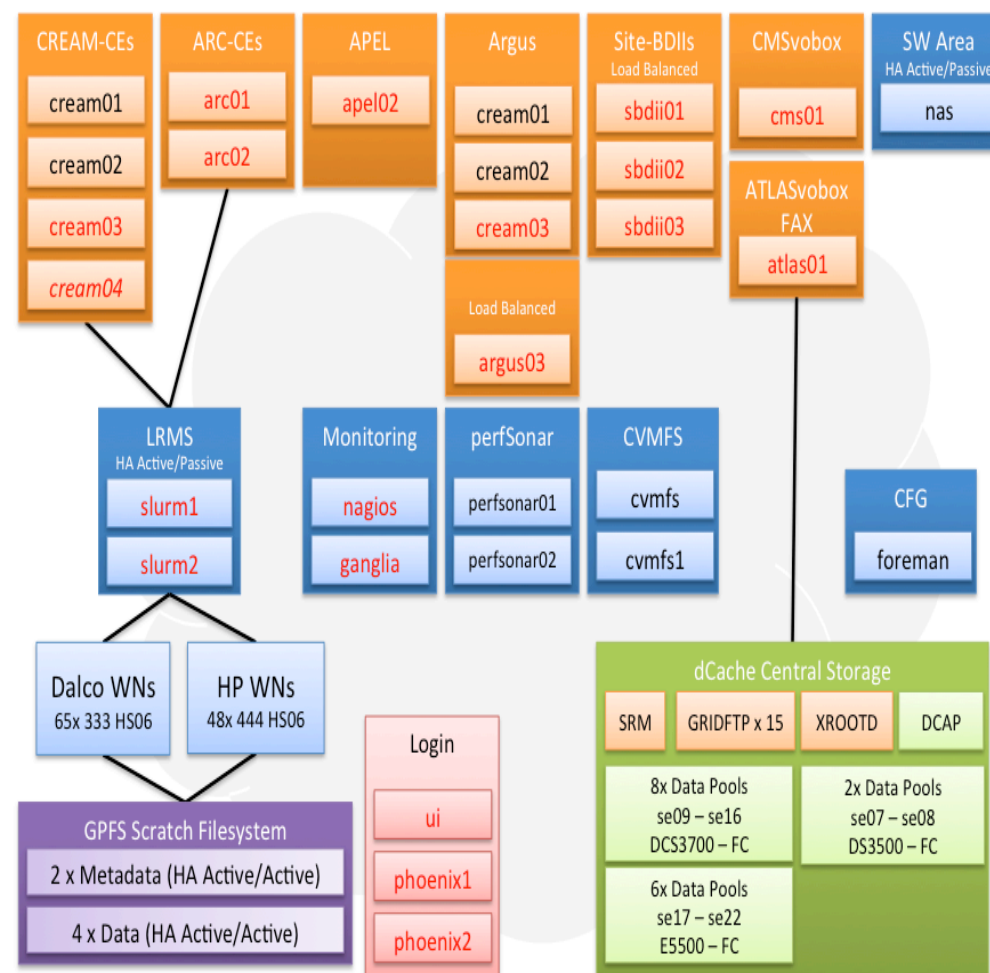 CREAM-CEs
cream01
cream02
cream03
cream04
ARC-CEs
arc01
arc02
APEL
apel02
Argus
cream01
cream02
cream03
Load Balanced
argus03
Site-BDIIs
Load Balanced
sbdii01
sbdii02
sbdii03
CMSvobox
cms01
ATLASvobox
FAX
atlas01
SW Area
HA Active/Passive
nas
LRMS
HA Active/Passive
slurm1
slurm2
Monitoring
nagios
ganglia
perfSonar
perfsonar01
perfsonar02
CVMFS
cvmfs
cvmfs1
CFG
foreman
Dalco WNs
65x 333 HS06
HP WNs
48x 444 HS06
GPFS Scratch Filesystem
2 x Metadata (HA Active/Active)
4 x Data (HA Active/Active)
Login
ui
phoenix1
phoenix2
dCache Central Storage
SRM
GRIDFTP x 15
XROOTD
DCAP
8x Data Pools
se09 – se16
DCS3700 – FC
2x Data Pools
se07 – se08
DS3500 – FC
6x Data Pools
se17 – se22
E5500 – FC